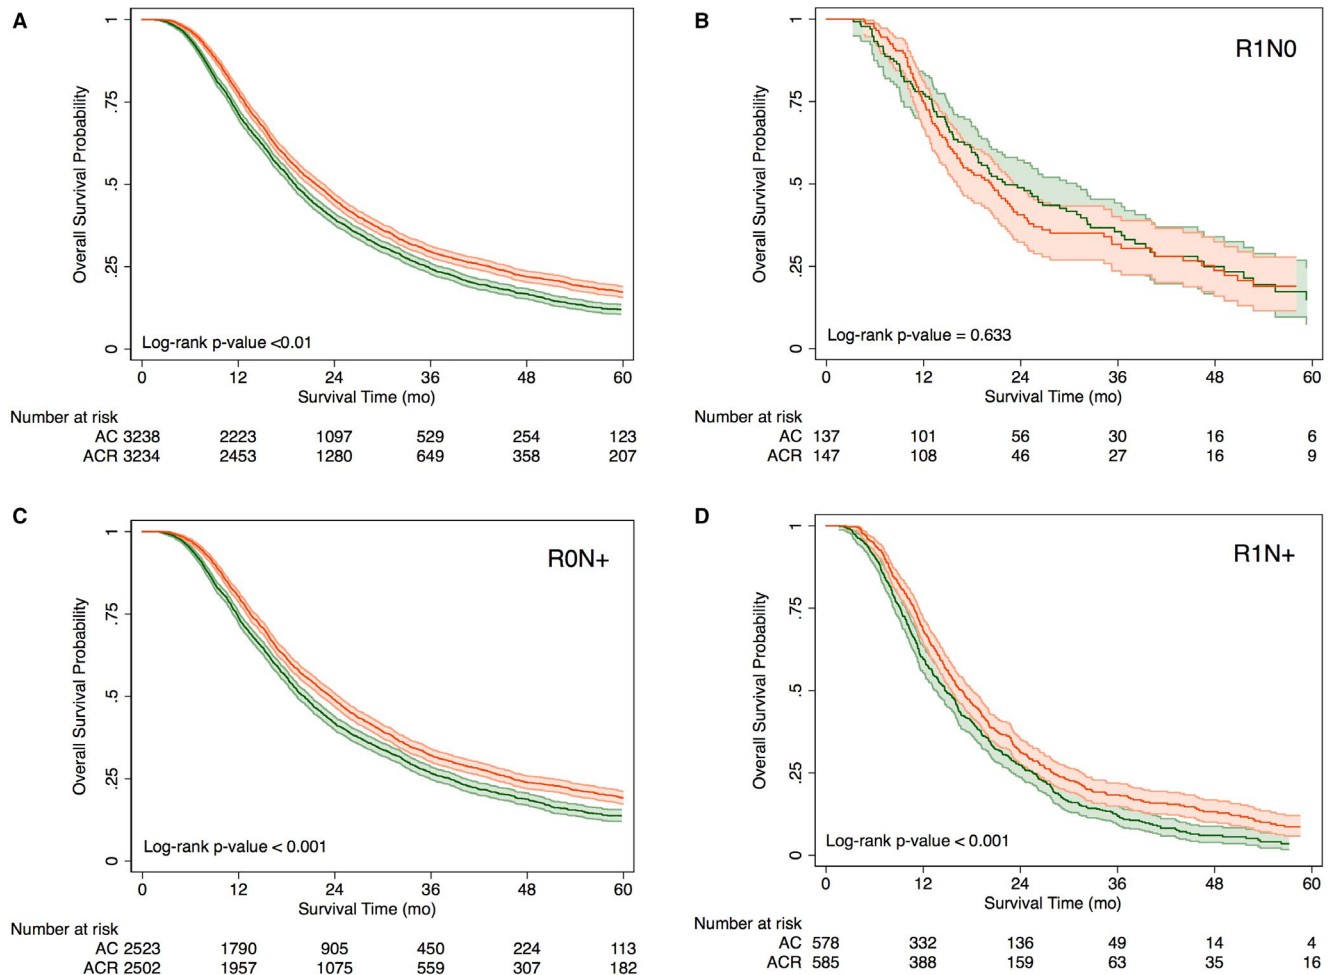 A
Overall Survival Probability
1
.75
.5
.25
0
Log-rank p-value <0.01
0 12 24 36 48 60
Survival Time (mo)
Number at risk
AC 3238 2223 1097 529 254 123
ACR 3234 2453 1280 649 358 207
B
R1N0
Overall Survival Probability
1
.75
.5
.25
0
Log-rank p-value = 0.633
0 12 24 36 48 60
Survival Time (mo)
Number at risk
AC 137 101 56 30 16 6
ACR 147 108 46 27 16 9
C
R0N+
Overall Survival Probability
1
.75
.5
.25
0
Log-rank p-value < 0.001
0 12 24 36 48 60
Survival Time (mo)
Number at risk
AC 2523 1790 905 450 224 113
ACR 2502 1957 1075 559 307 182
D
R1N+
Overall Survival Probability
1
.75
.5
.25
0
Log-rank p-value < 0.001
0 12 24 36 48 60
Survival Time (mo)
Number at risk
AC 578 332 136 49 14 4
ACR 585 388 159 63 35 16